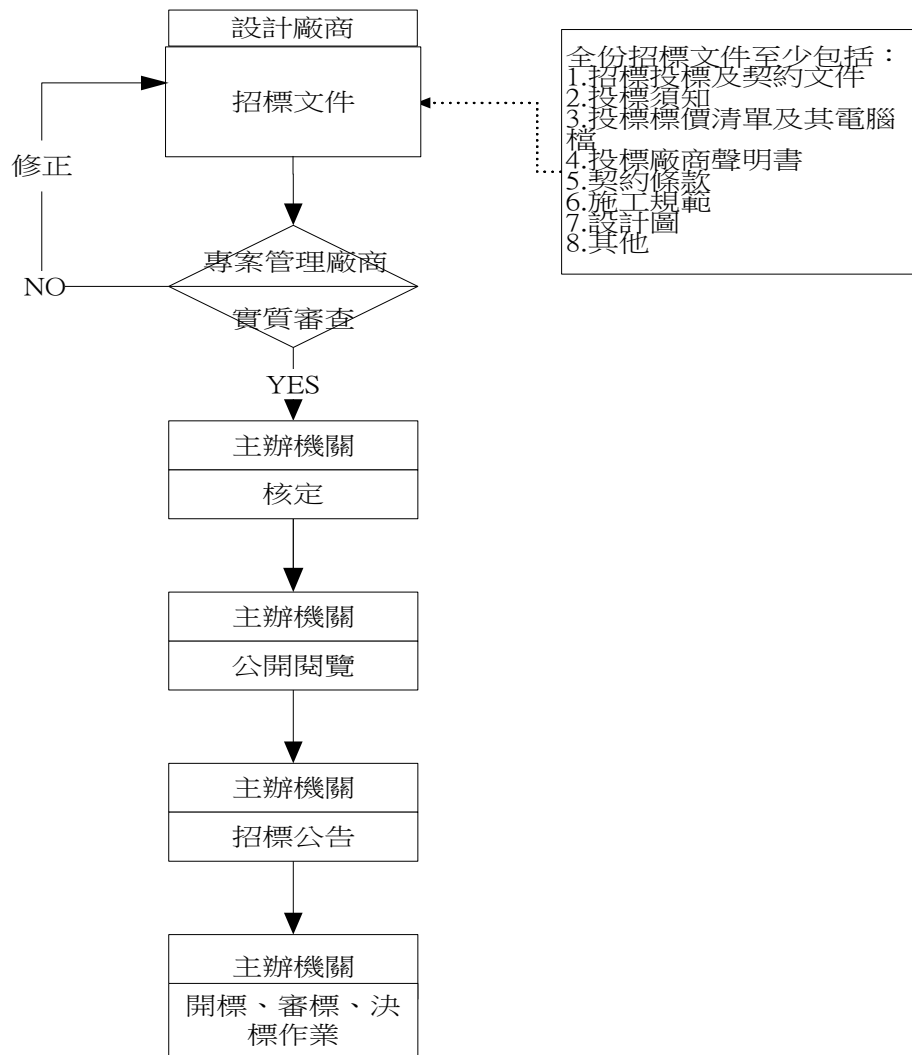 設計廠商
招標文件
全份招標文件至少包括：
1.招標投標及契約文件
2.投標須知
3.投標標價清單及其電腦
檔
4.投標廠商聲明書
5.契約條款
6.施工規範
7.設計圖
8.其他
修正
專案管理廠商
NO
實質審查
YES
主辦機關
核定
主辦機關
公開閱覽
主辦機關
招標公告
主辦機關
開標、審標、決
標作業